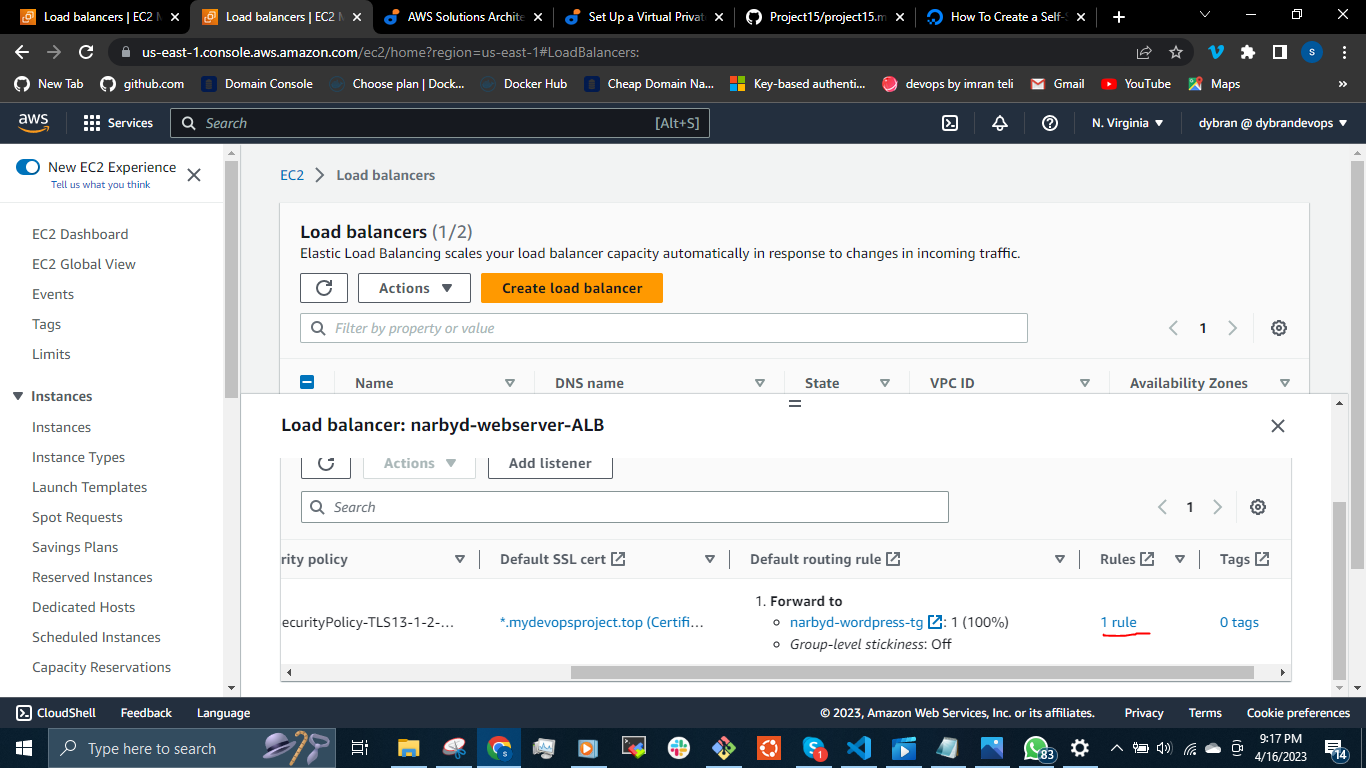 Load balancers | EC2 M
Load balancers | EC2 M
AWS Solutions Archite
Set Up a Virtual Privat
Project15/project15.m
How To Create a Self-S
us-east-1.console.aws.amazon.com/ec2/home?region=us-east-1#LoadBalancers:
S
New Tab
github.com
Domain Console
Choose plan | Dock...
Docker Hub
Cheap Domain Na...
Key-based authenti...
devops by imran teli
Gmail
YouTube
Maps
»
aws
Services
Search
[Alt+S]
N. Virginia
dybran @ dybrandevops
New EC2 Experience
Tell us what you think
EC2 Dashboard
EC2 Global View
Events
Tags
Limits
Instances
Instances
Instance Types
Launch Templates
Spot Requests
Savings Plans
Reserved Instances
Dedicated Hosts
Scheduled Instances
Capacity Reservations
EC2
Load balancers
Load balancers (1/2)
Elastic Load Balancing scales your load balancer capacity automatically in response to changes in incoming traffic.
Actions
Create load balancer
Filter by property or value
1
Name
DNS name
State
VPC ID
Availability Zones
Load balancer: narbyd-webserver-ALB
Actions
Add listener
Search
1
rity policy
Default SSL cert
Default routing rule
Rules
Tags
ecurityPolicy-TLS13-1-2-...
*.mydevopsproject.top (Certifi...
1. Forward to
narbyd-wordpress-tg : 1 (100%)
Group-level stickiness: Off
1 rule
0 tags
CloudShell
Feedback
Language
© 2023, Amazon Web Services, Inc. or its affiliates.
Privacy
Terms
Cookie preferences
Type here to search
1
83
9:17 PM
4/16/2023
14